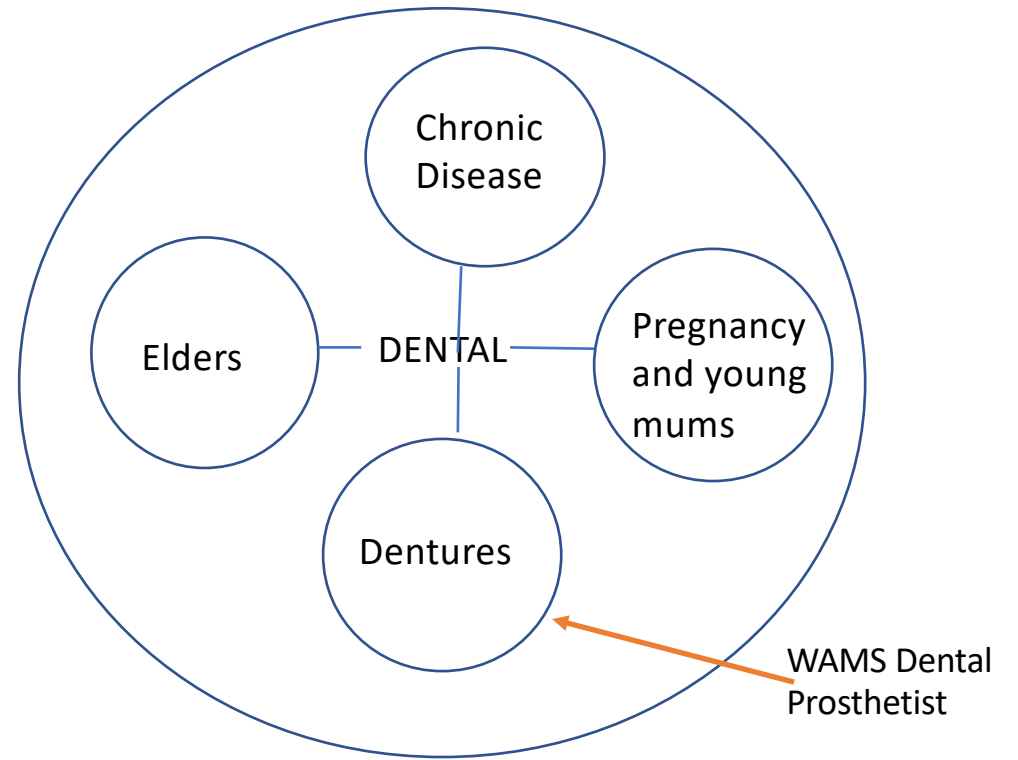 Chronic
Disease
Elders
DENTAL
Pregnancy
and young
mums
Dentures
WAMS Dental
Prosthetist